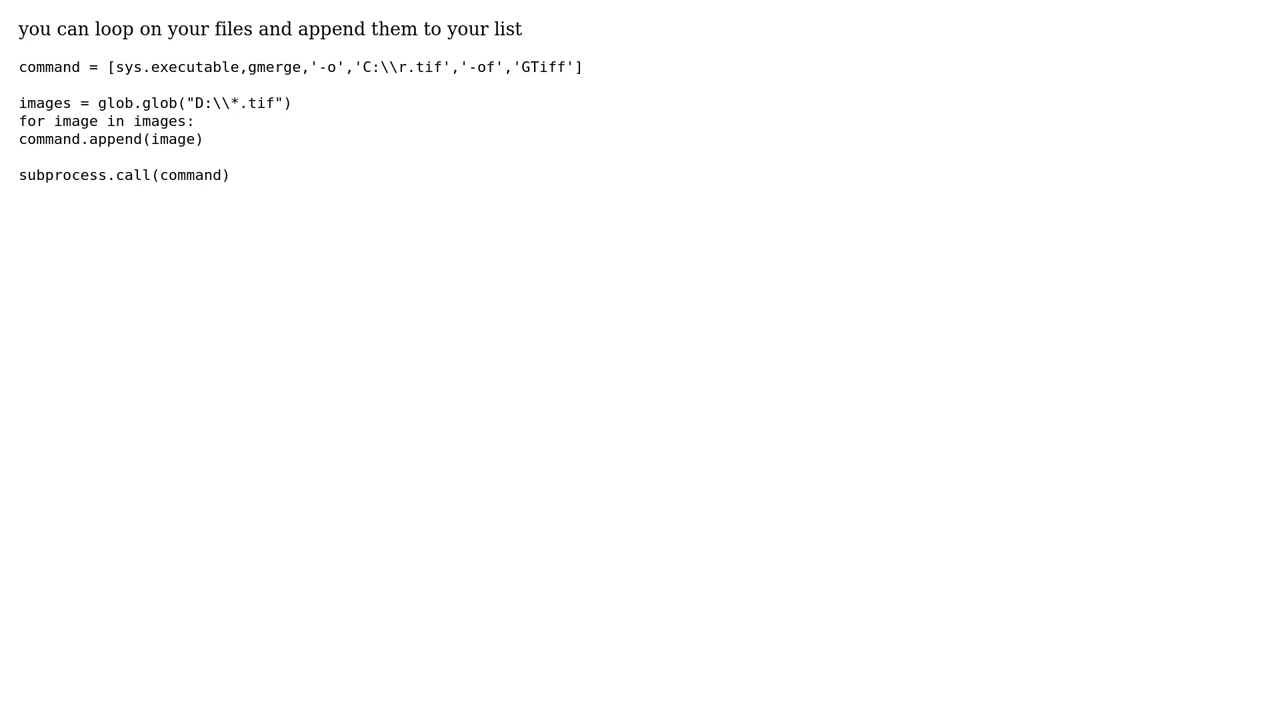 you can loop on your files and append them to your list
command = [sys.executable,gmerge,'-o','C:\\r.tif','-of','GTiff']
images = glob.glob("D:\\*.tif")
for image in images:
command.append(image)
subprocess.call(command)